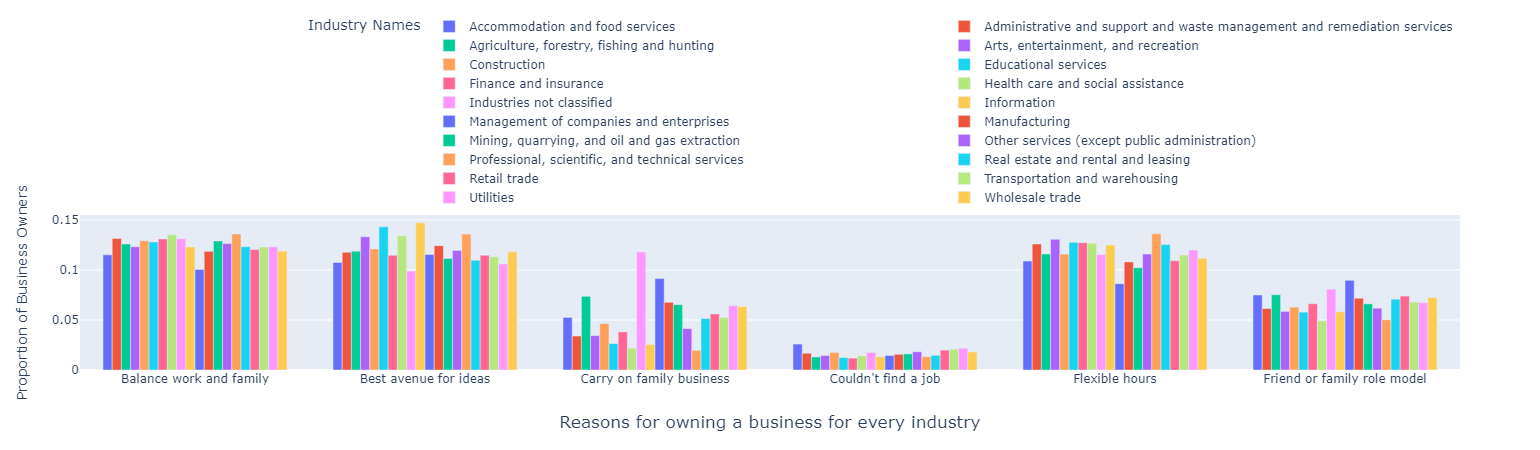 Industry Names
Accommodation and food services
Administrative and support and waste management and remediation services
Agriculture, forestry, fishing and hunting
Arts, entertainment, and recreation
Construction
Educational services
Finance and insurance
Health care and social assistance
Industries not classified
Information
Management of companies and enterprises
Manufacturing
Mining, quarrying, and oil and gas extraction
Other services (except public administration)
Professional, scientific, and technical services
Real estate and rental and leasing
Retail trade
Transportation and warehousing
Utilities
Wholesale trade
Proportion of Business Owners
0.15
0.1
0.05
0
Balance work and family
Best avenue for ideas
Carry on family business
Couldn't find a job
Flexible hours
Friend or family role model
Reasons for owning a business for every industry